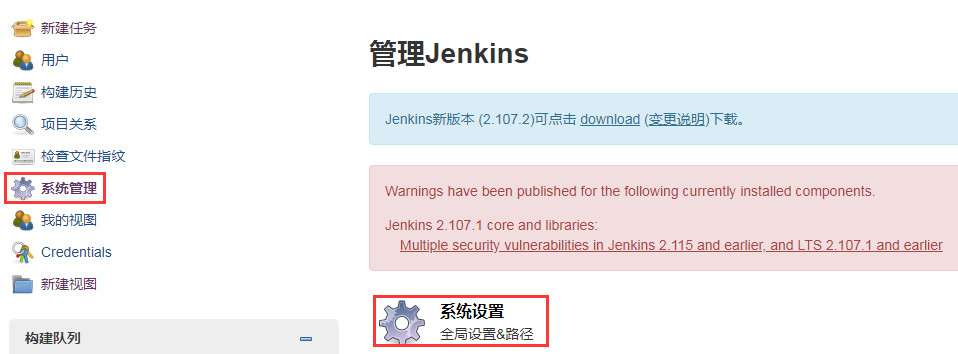 新建任务
用户
构建历史
项目关系
检查文件指纹
系统管理
我的视图
Credentials
新建视图
构建队列
管理Jenkins
Jenkins新版本 (2.107.2)可点击 download (变更说明)下载。
Warnings have been published for the following currently installed components.
Jenkins 2.107.1 core and libraries:
Multiple security vulnerabilities in Jenkins 2.115 and earlier, and LTS 2.107.1 and earlier
系统设置
全局设置&路径